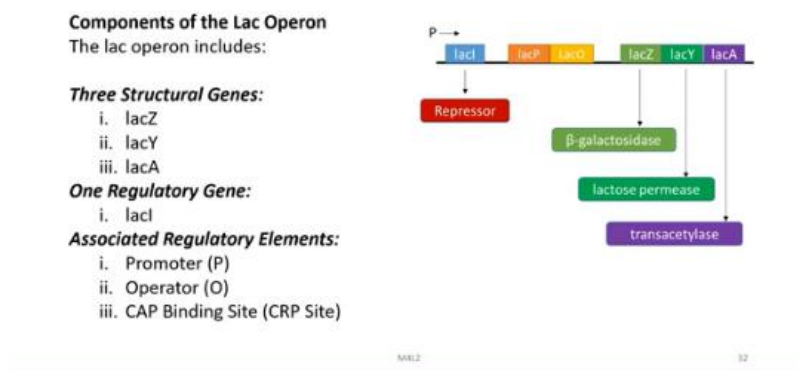 Components of the Lac Operon
The lac operon includes:
Three Structural Genes:
i. lacZ
ii. lacY
iii. lacA
One Regulatory Gene:
i. lacI
Associated Regulatory Elements:
i. Promoter (P)
ii. Operator (O)
iii. CAP Binding Site (CRP Site)
P
lacI lacP LacO lacZ lacY lacA
Repressor
β-galactosidase
lactose permease
transacetylase
32